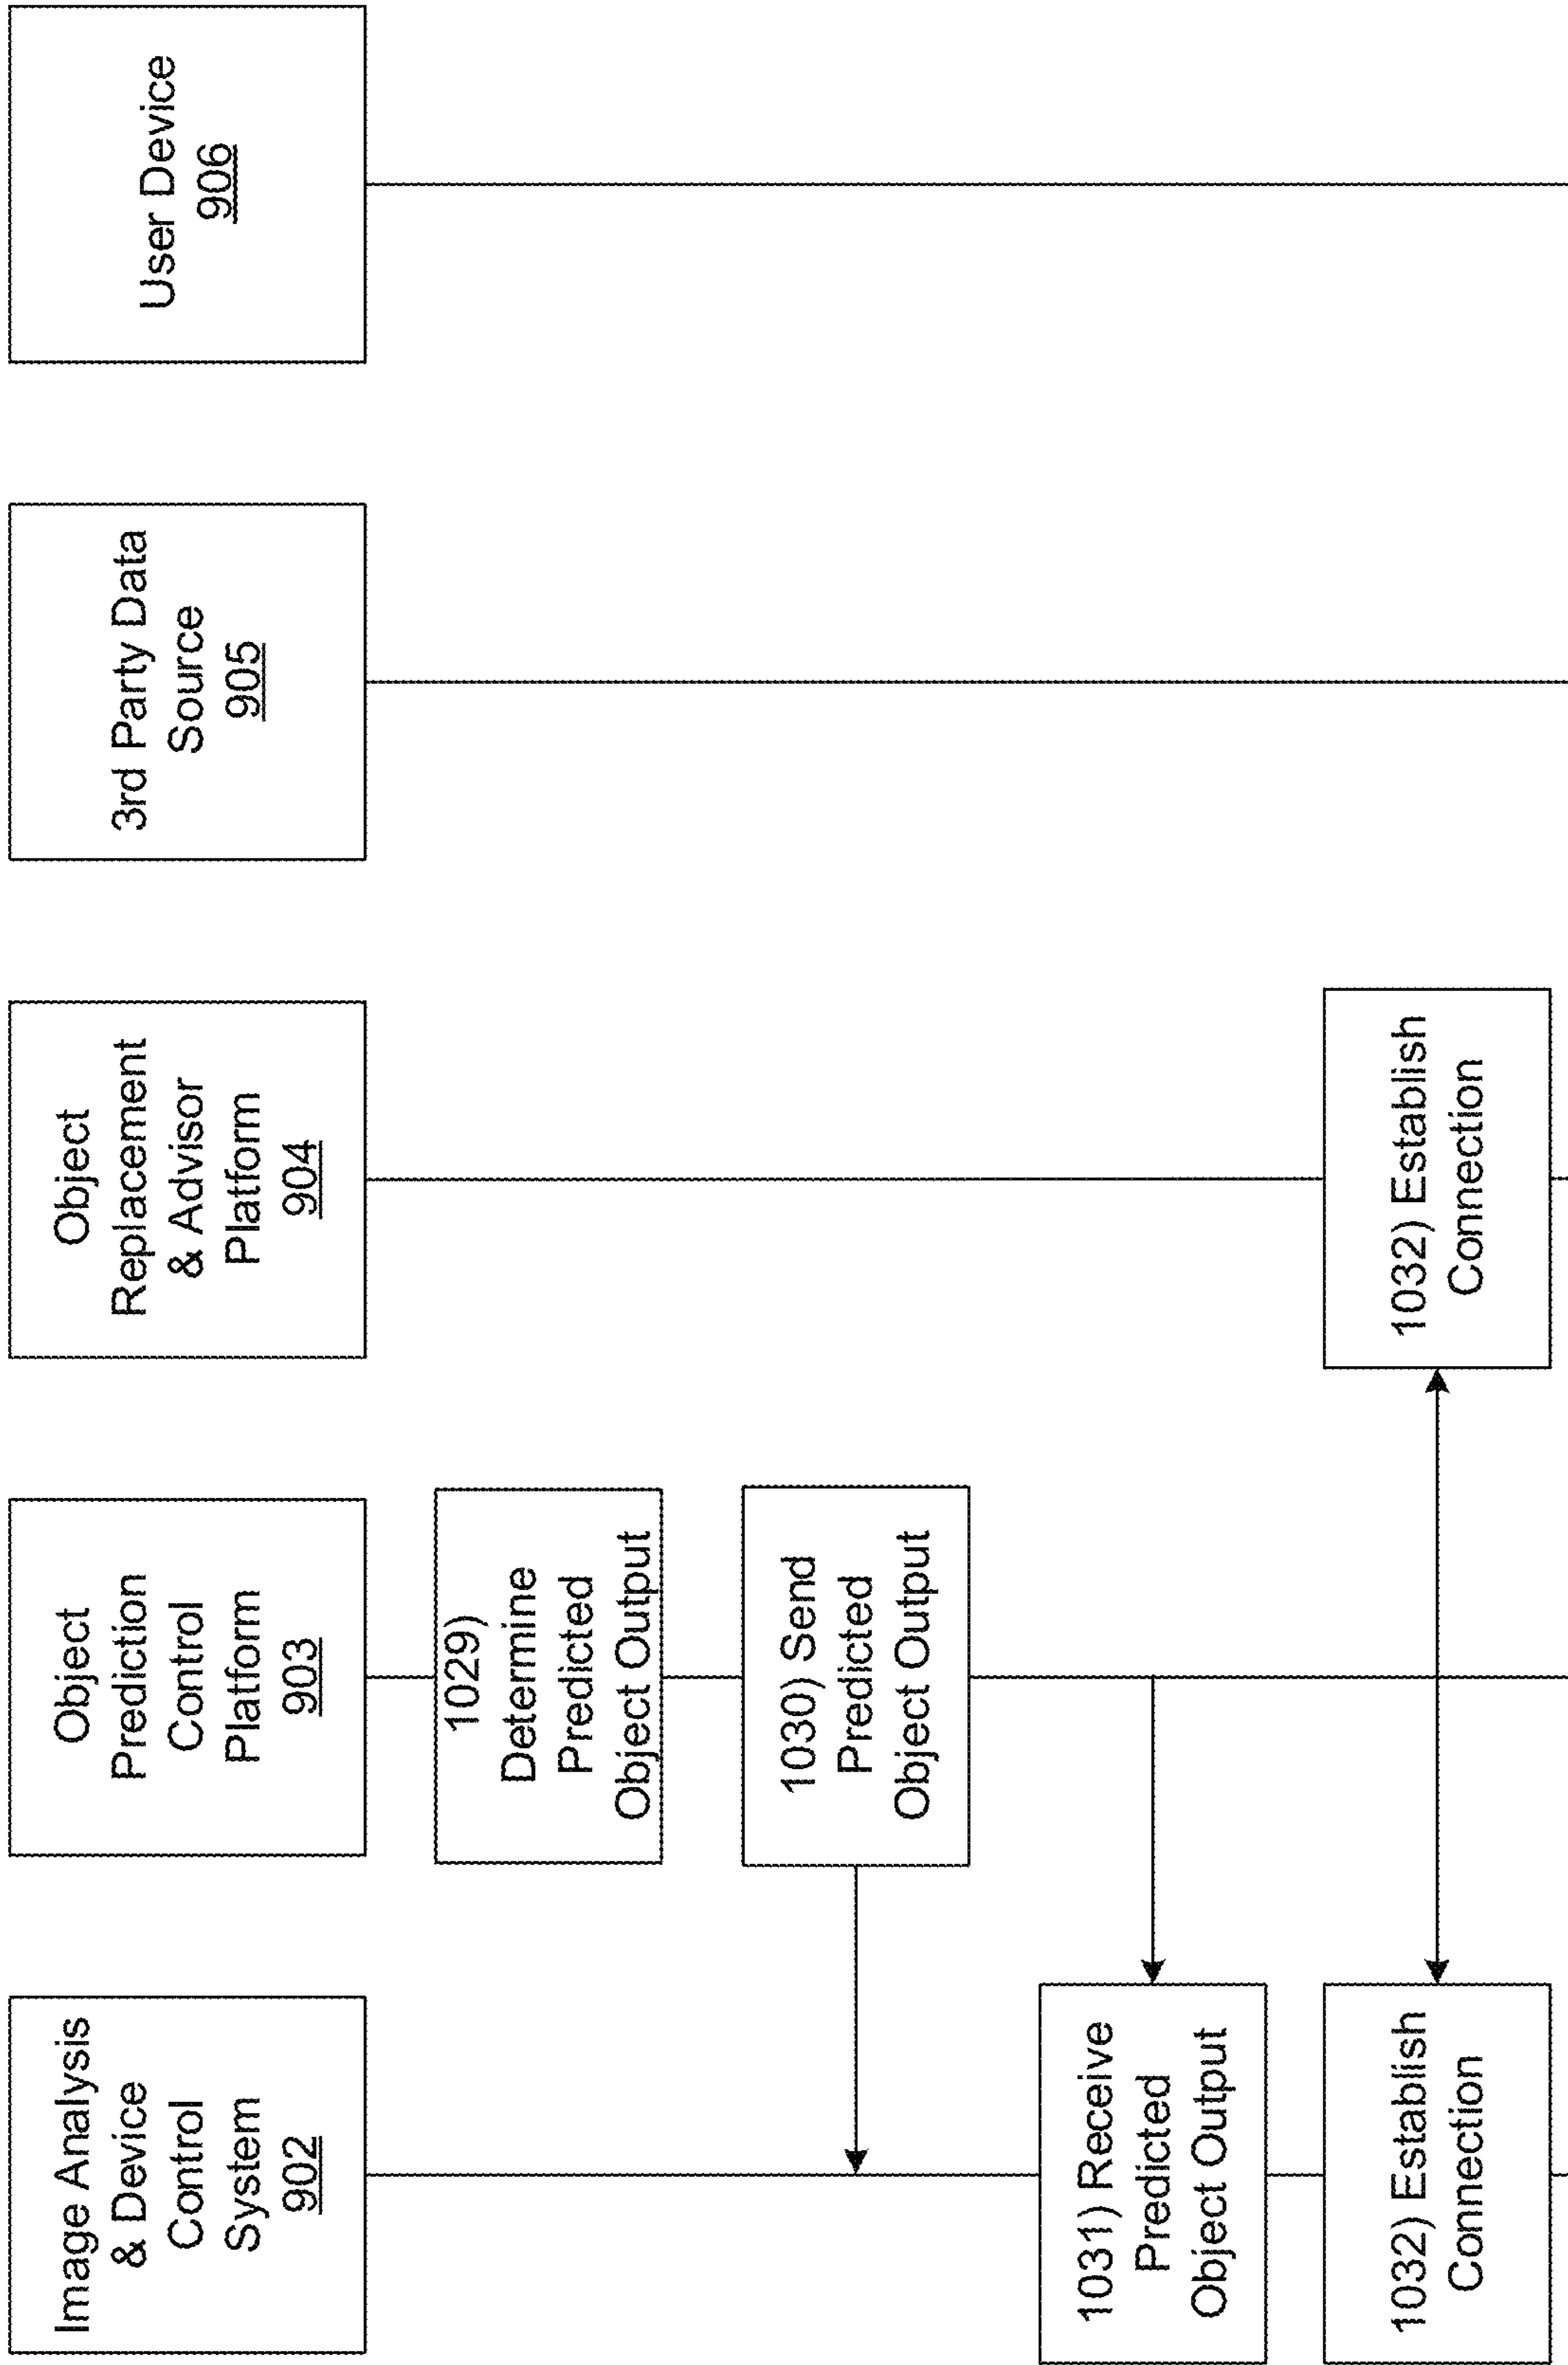 Image Analysis
& Device
Control
System
902
Object
Prediction
Control
Platform
903
Object
Replacement
& Advisor
Platform
904
3rd Party Data
Source
905
User Device
906
1029)
Determine
Predicted
Object Output
1030) Send
Predicted
Object Output
1031) Receive
Predicted
Object Output
1032) Establish
Connection
1032) Establish
Connection